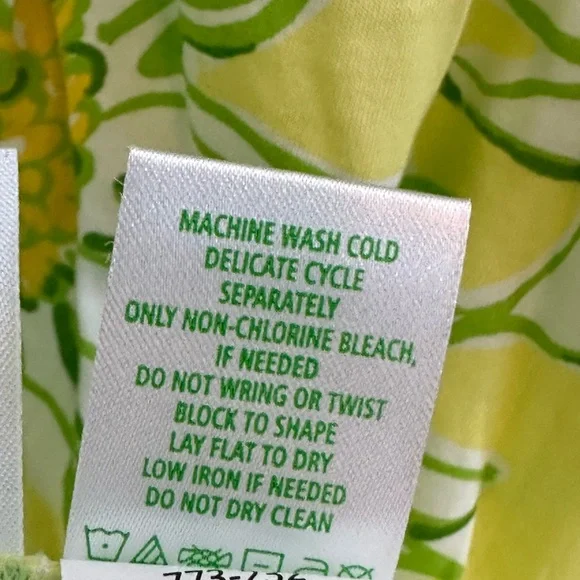 MACHINE WASH COLD
DELICATE CYCLE
SEPARATELY
ONLY NON-CHLORINE BLEACH,
IF NEEDED
DO NOT WRING OR TWIST
BLOCK TO SHAPE
LAY FLAT TO DRY
LOW IRON IF NEEDED
DO NOT DRY CLEAN